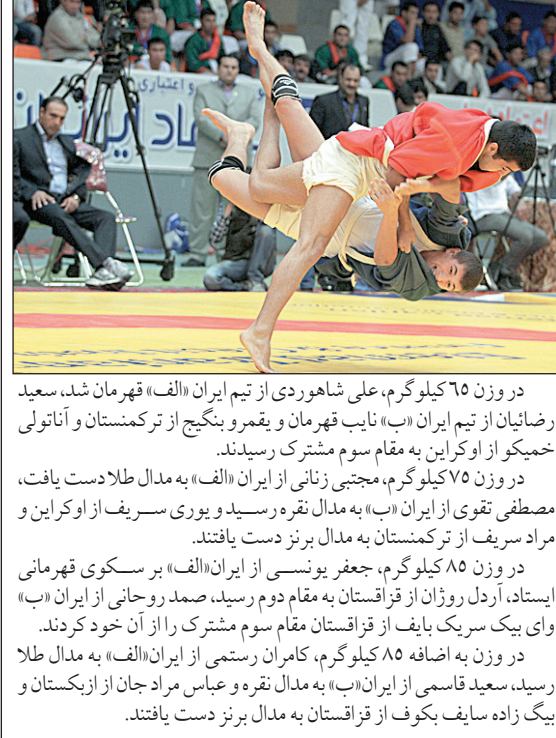 و اعتباری
اد ایران
در وزن ٦٥ کیلوگرم، علی شاهوردی از تیم ایران «الف» قهرمان شد، سعید
رضائیان از تیم ایران «ب» نایب قهرمان و یقمرو بنگیج از ترکمنستان و آناتولی
خمیکو از اوکراین به مقام سوم مشترک رسیدند.
در وزن ٧٥ کیلوگرم، مجتبی زنانی از ایران «الف» به مدال طلا دست یافت،
مصطفی تقوی از ایران «ب» به مدال نقره رسید و یوری سریف از اوکراین و
مراد سریف از ترکمنستان به مدال برنز دست یافتند.
در وزن ٨٥ کیلوگرم، جعفر یونسی از ایران«الف» بر سکوی قهرمانی
ایستاد، آردل روژان از قزاقستان به مقام دوم رسید، صمد روحانی از ایران «ب»
وای بیک سریک بایف از قزاقستان مقام سوم مشترک را از آن خود کردند.
در وزن به اضافه ٨٥ کیلوگرم، کامران رستمی از ایران«الف» به مدال طلا
رسید، سعید قاسمی از ایران«ب» به مدال نقره و عباس مراد جان از ازبکستان و
بیگ زاده سایف بکوف از قزاقستان به مدال برنز دست یافتند.